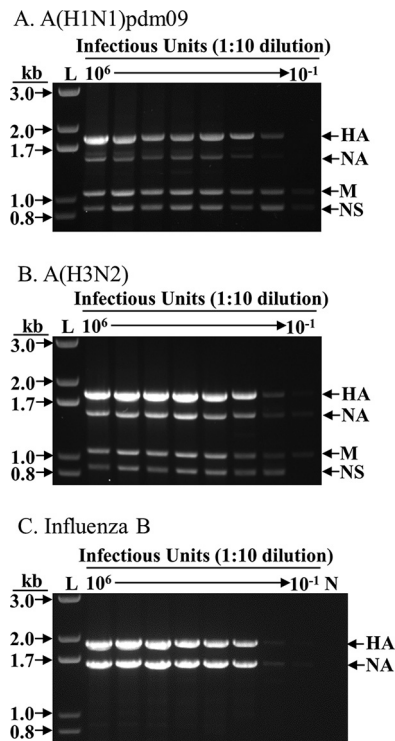 A. A(H1N1)pdm09
Infectious Units (1:10 dilution)
kb L 10⁶ 10⁻¹
3.0
2.0
HA
1.7
NA
M
1.0
NS
0.8
B. A(H3N2)
Infectious Units (1:10 dilution)
kb L 10⁶ 10⁻¹
3.0
2.0
HA
1.7
NA
1.0 M
0.8 NS
C. Influenza B
Infectious Units (1:10 dilution)
kb L 10⁶ 10⁻¹ N
3.0
2.0 HA
1.7 NA
1.0
0.8